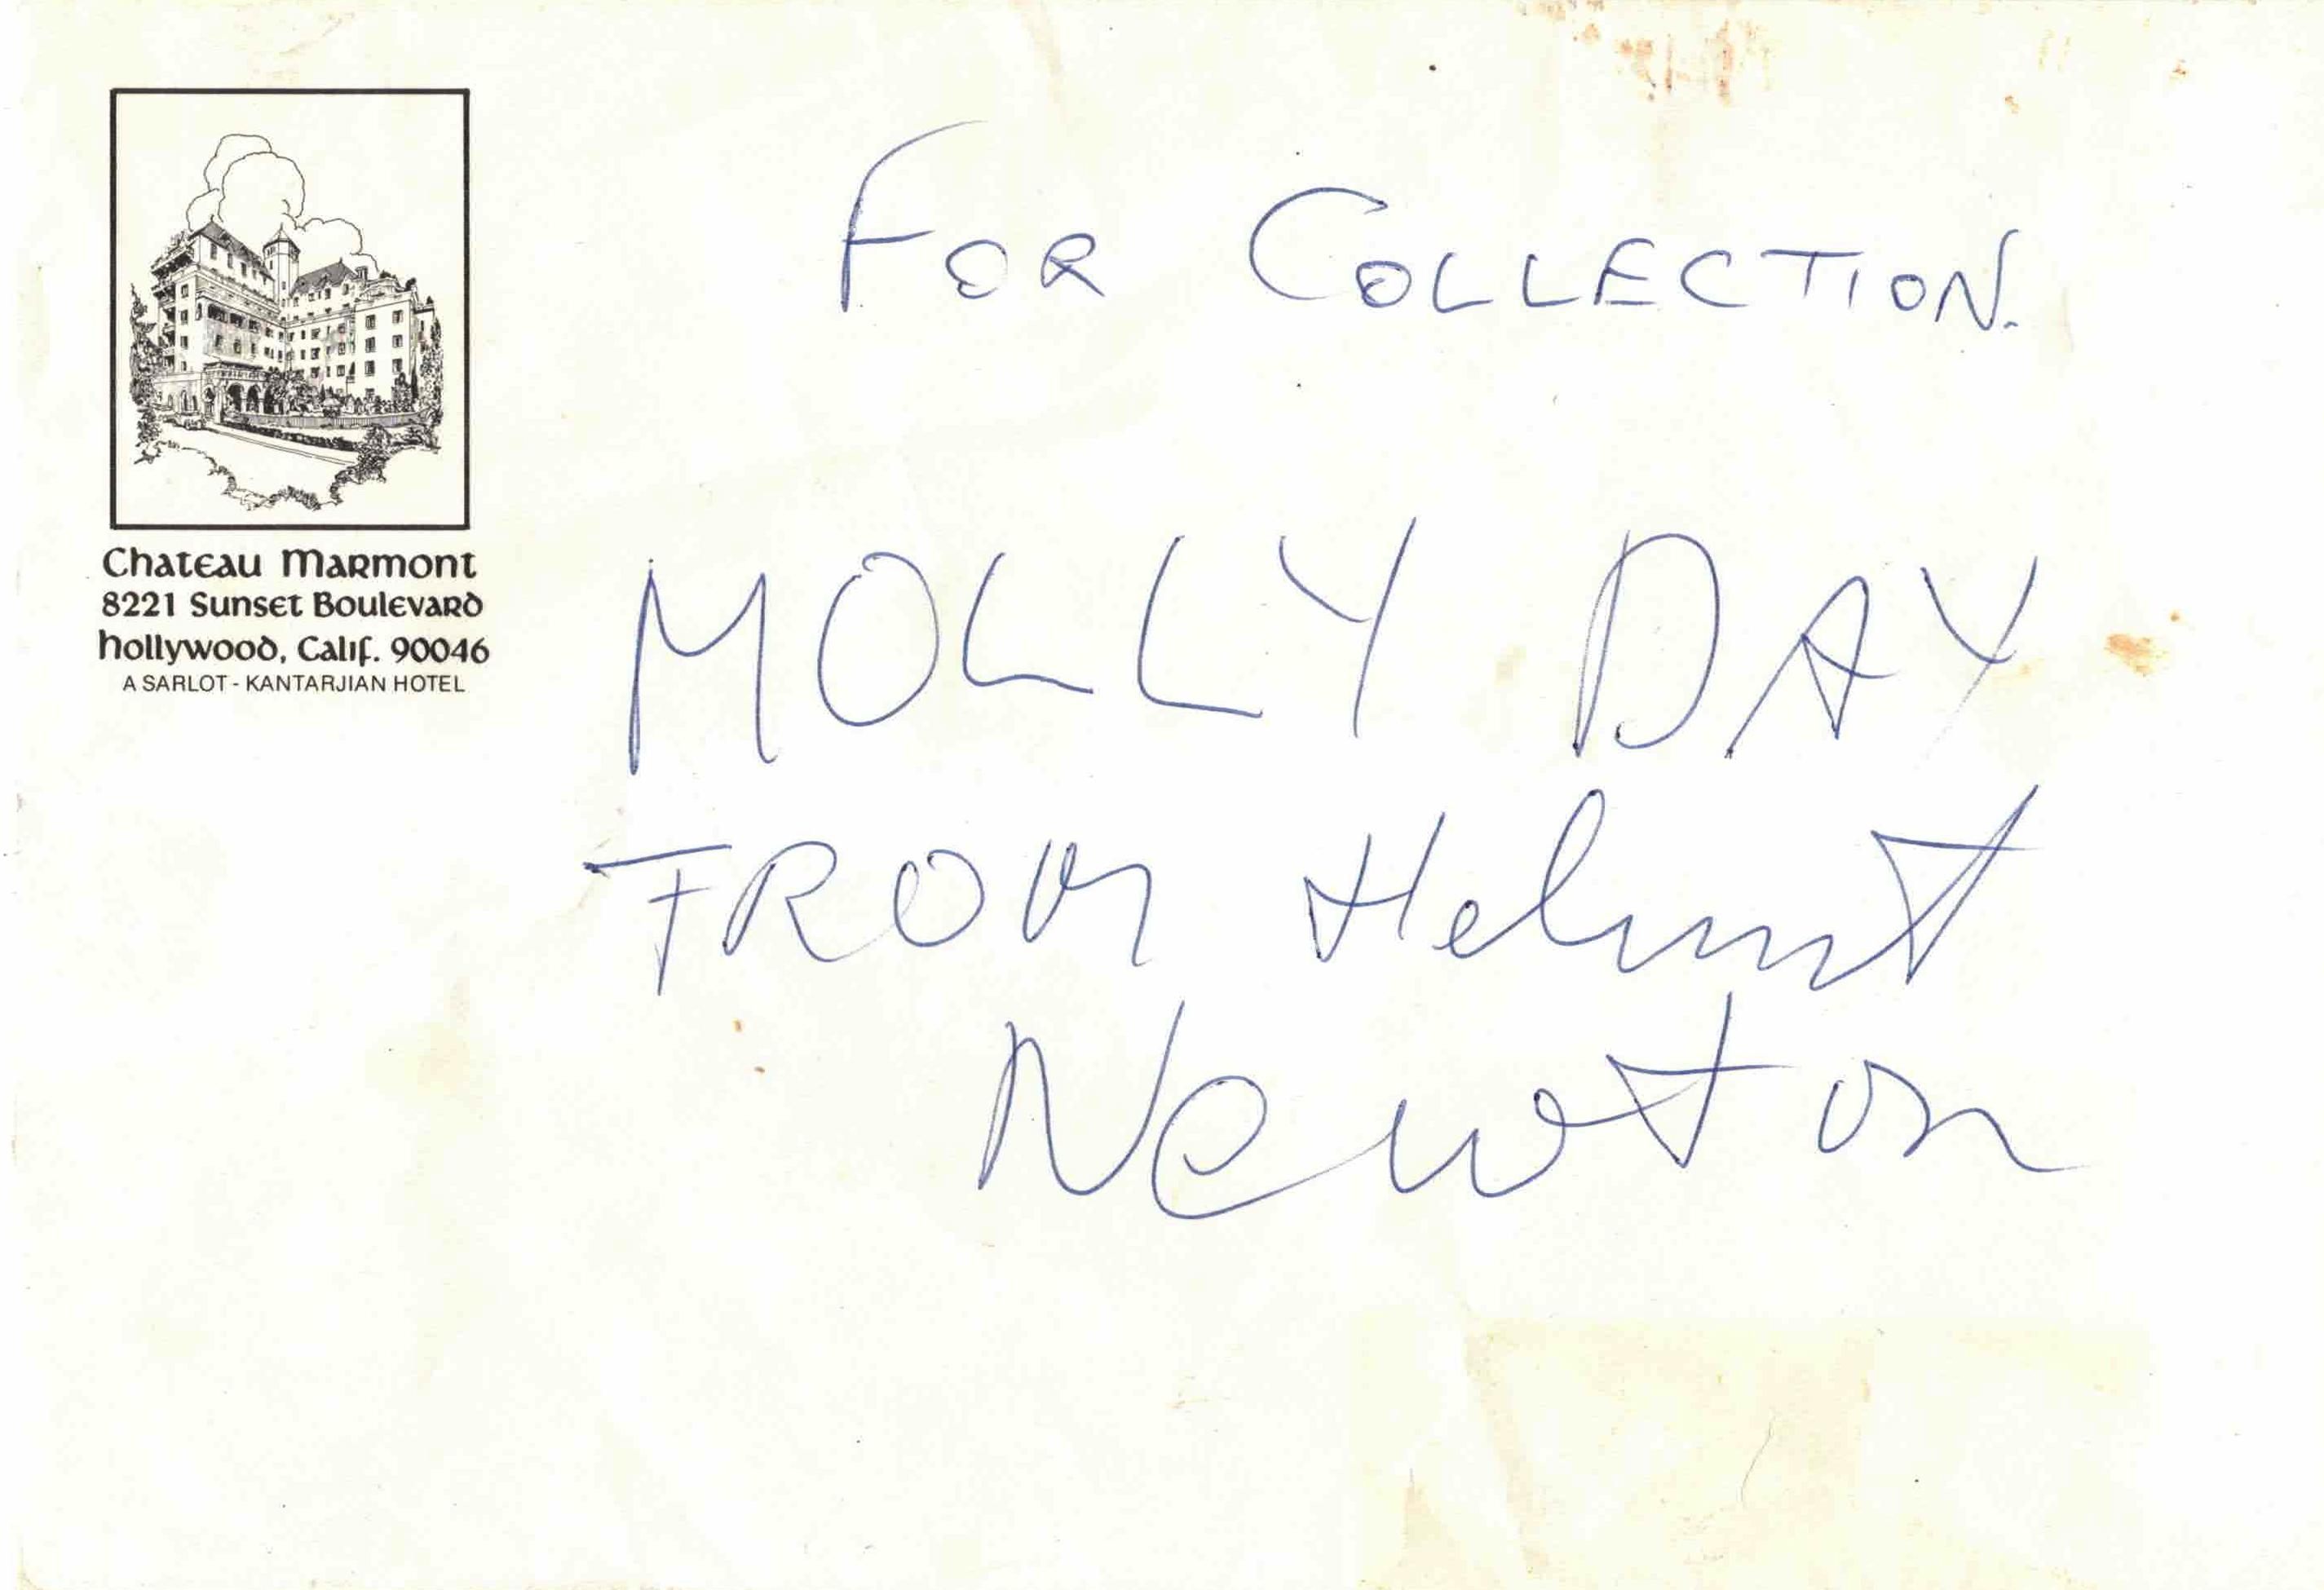 Chateau Marmont
8221 Sunset Boulevard
Hollywood, Calif. 90046
A SARLOT - KANTARJIAN HOTEL
FOR COLLECTION.
MOLLY DAY
FROM Helmut
Newton